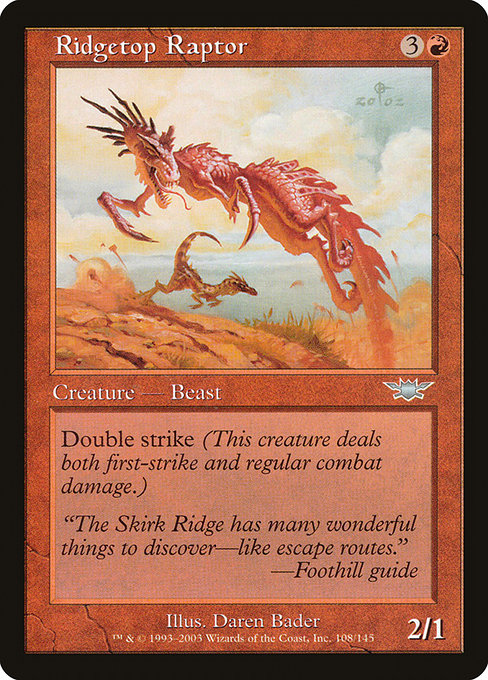 Ridgetop Raptor 3
2002
Creature — Beast
Double strike (This creature deals
both first-strike and regular combat
damage.)
“The Skirk Ridge has many wonderful
things to discover—like escape routes.”
—Foothill guide
Illus. Daren Bader
™ & © 1993–2003 Wizards of the Coast, Inc. 108/145
2/1